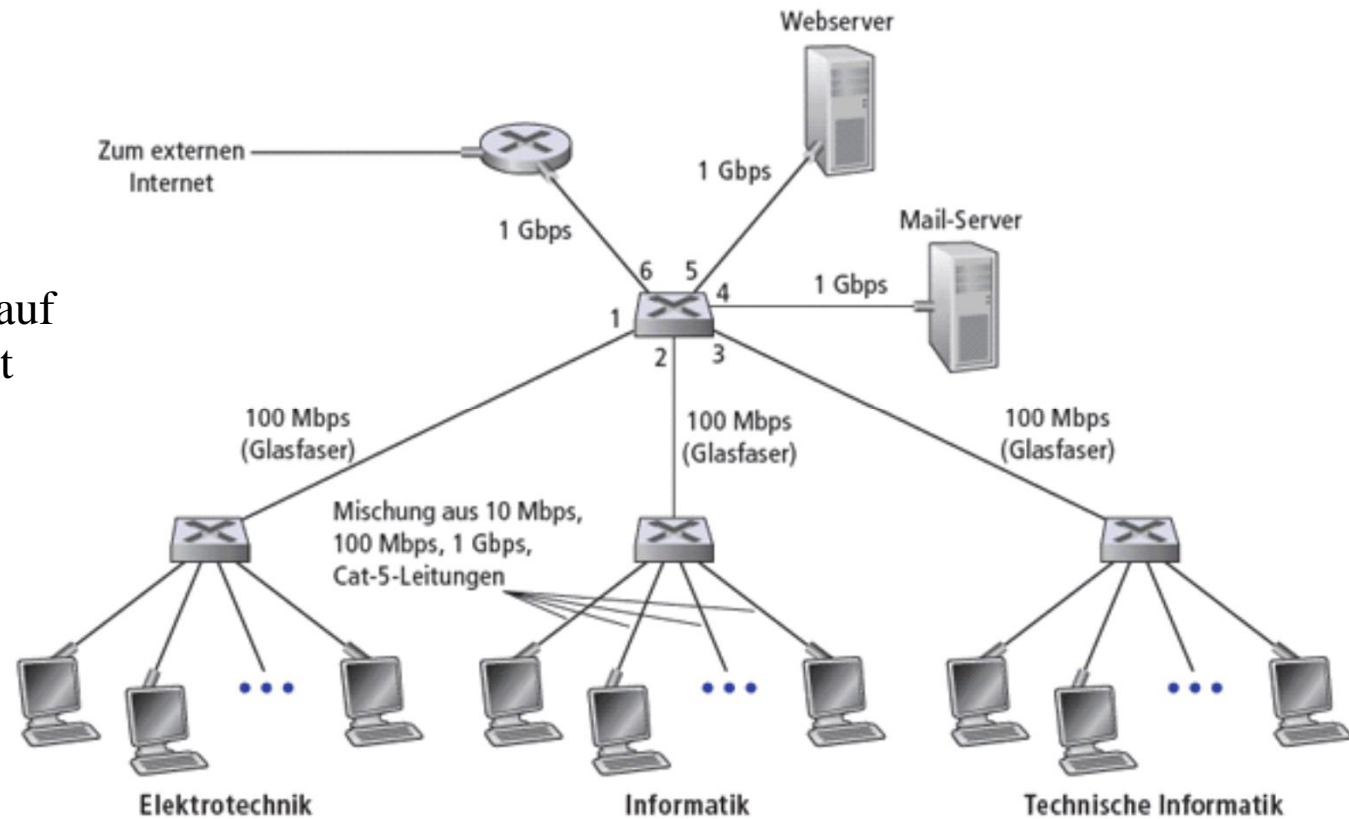 Webserver
Zum externen
Internet
1 Gbps
1 Gbps
Mail-Server
1 Gbps
6
5
4
1
2
3
auf
t
100 Mbps
(Glasfaser)
100 Mbps
(Glasfaser)
100 Mbps
(Glasfaser)
Mischung aus 10 Mbps,
100 Mbps, 1 Gbps,
Cat-5-Leitungen
Elektrotechnik
Informatik
Technische Informatik